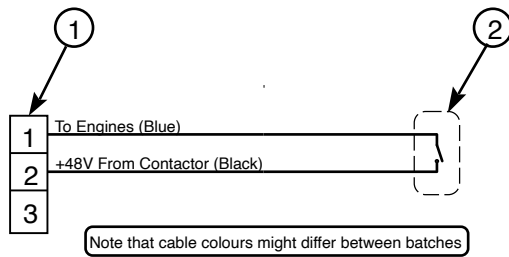 1
2
1
To Engines (Blue)
2
+48V From Contactor (Black)
3
Note that cable colours might differ between batches